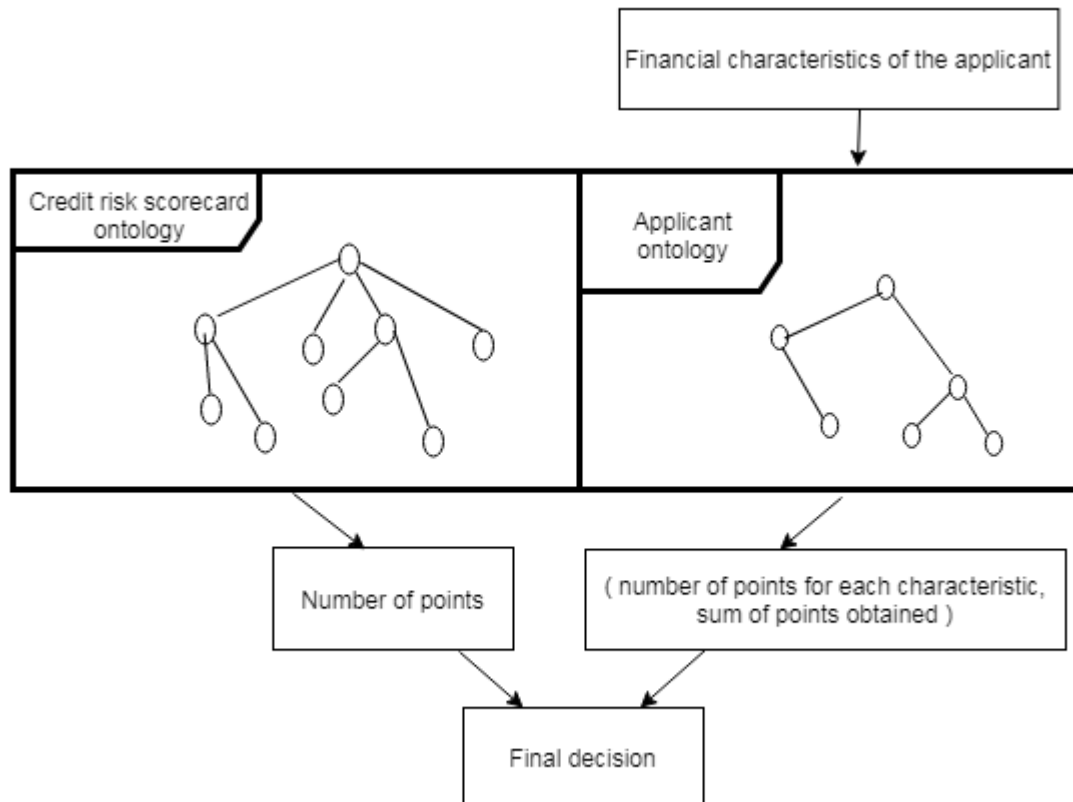 Financial characteristics of the applicant
Credit risk scorecard
ontology
Applicant
ontology
Number of points
( number of points for each characteristic,
sum of points obtained )
Final decision